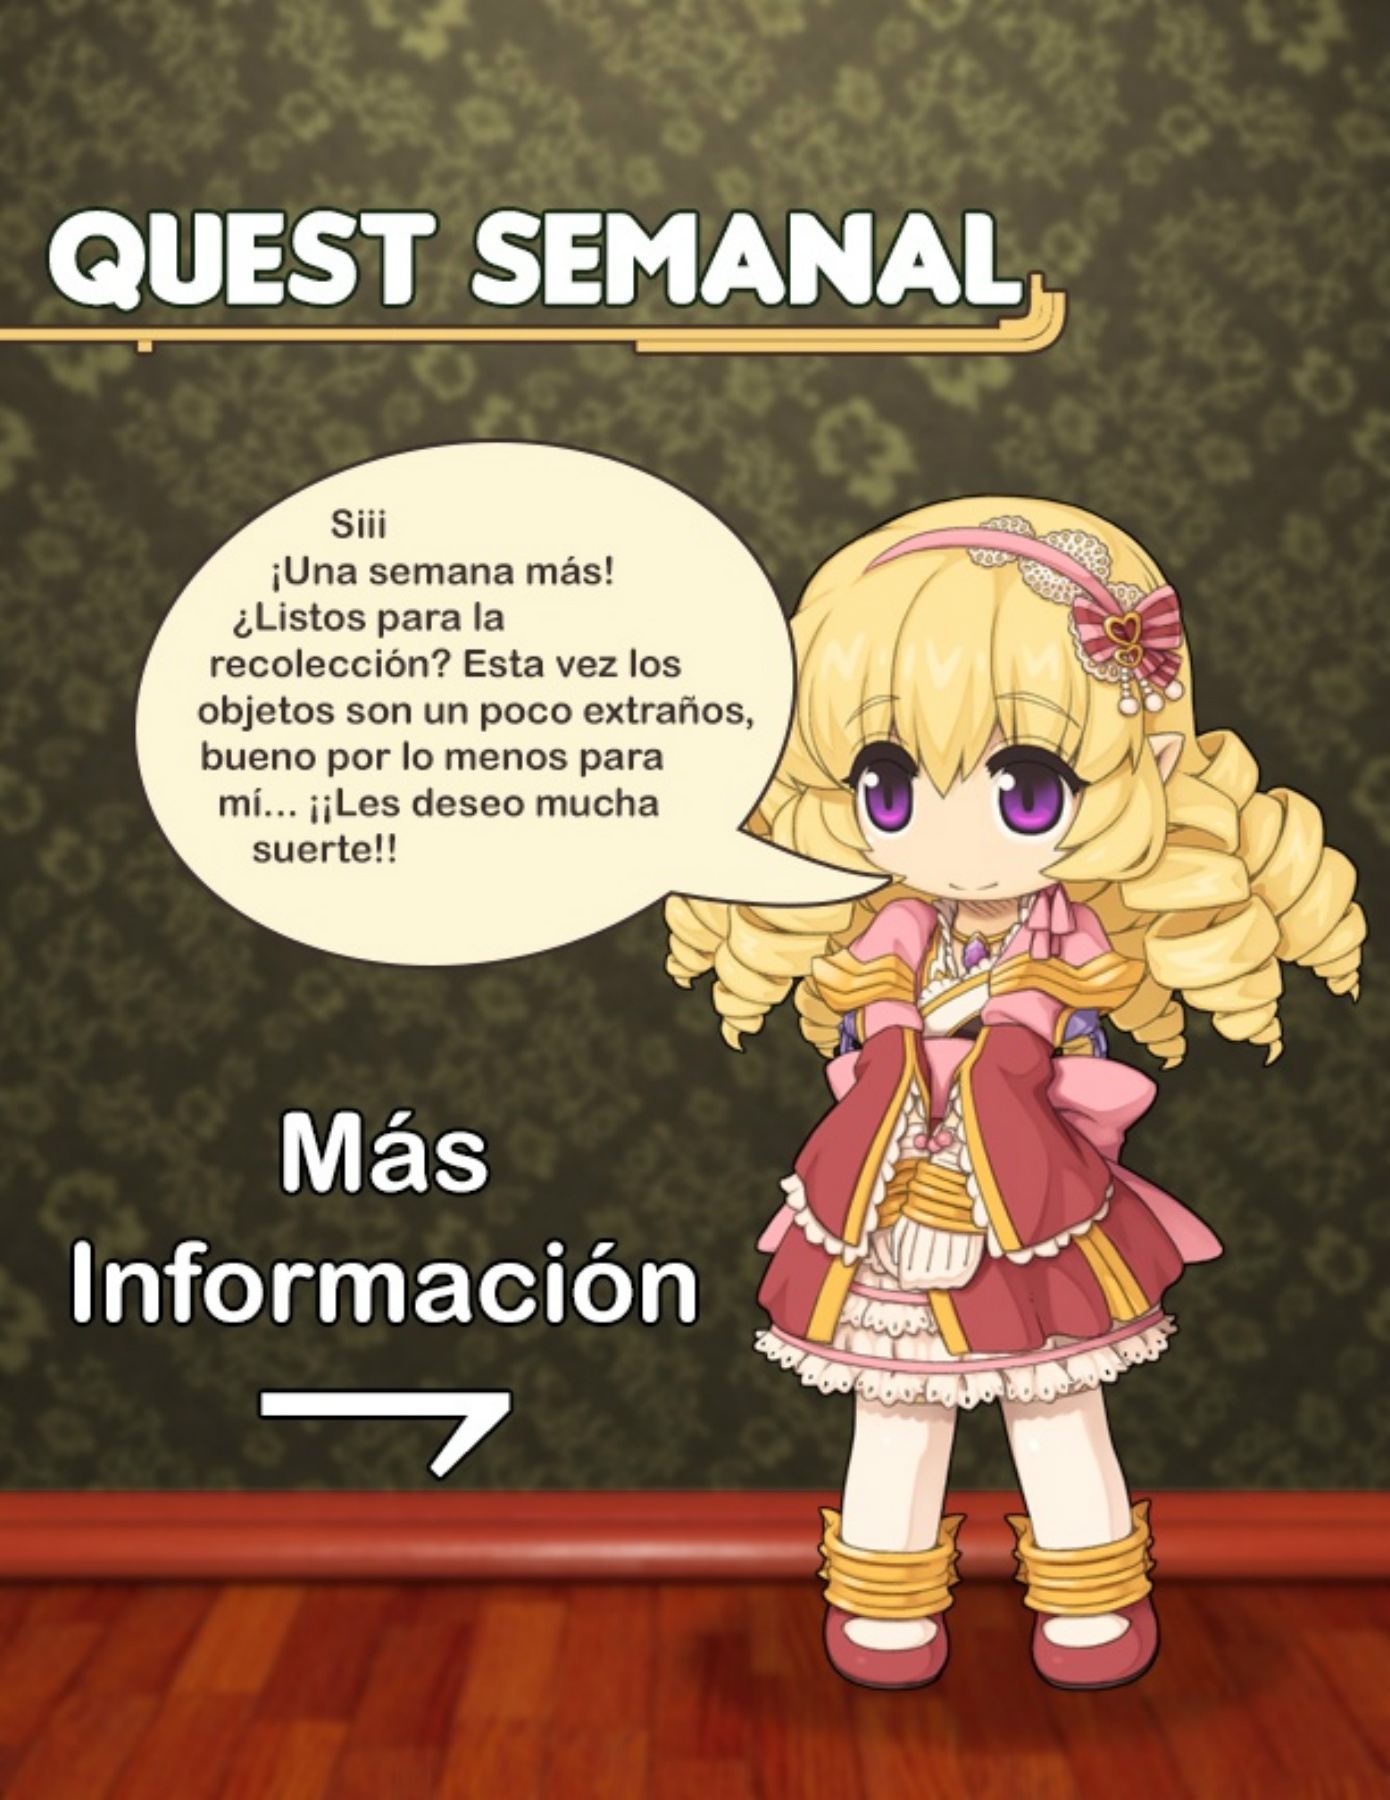 QUEST SEMANAL
Siii
¡Una semana más!
¿Listos para la
recolección? Esta vez los
objetos son un poco extraños,
bueno por lo menos para
mí... ¡¡Les deseo mucha
suerte!!
Más
Información